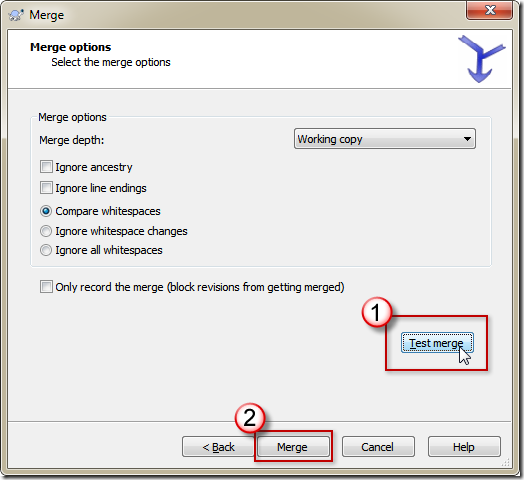 Merge
Merge options
Select the merge options
Merge options
Merge depth: Working copy
Ignore ancestry
Ignore line endings
Compare whitespaces
Ignore whitespace changes
Ignore all whitespaces
Only record the merge (block revisions from getting merged)
1
Test merge
2
< Back Merge Cancel Help